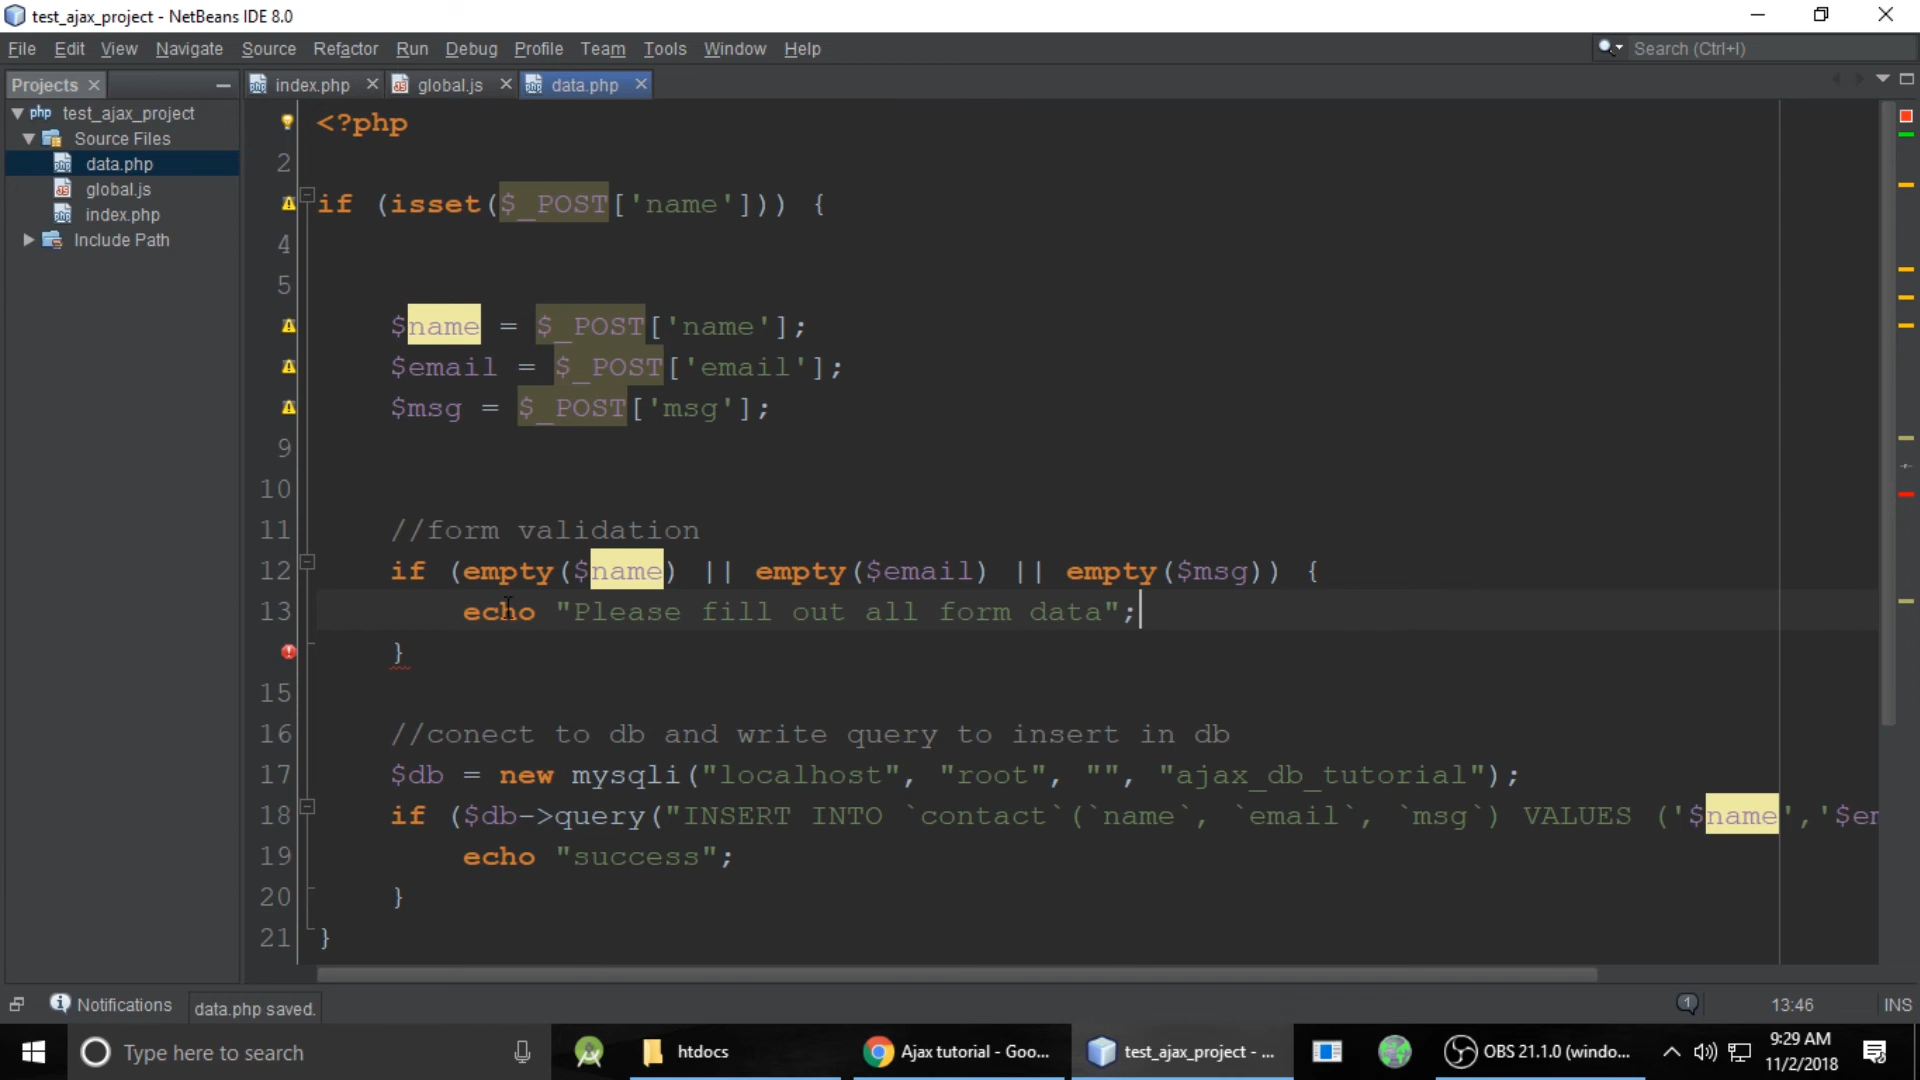 test_ajax_project - NetBeans IDE 8.0
File Edit View Navigate Source Refactor Run Debug Profile Team Tools Window Help
Search (Ctrl+I)
Projects
index.php
global.js
data.php
php test_ajax_project
Source Files
data.php
global.js
index.php
Include Path
<?php
2
if (isset($_POST['name'])) {
4
5
$name = $_POST['name'];
$email = $_POST['email'];
$msg = $_POST['msg'];
9
10
11 //form validation
12 if (empty($name) || empty($email) || empty($msg)) {
13 echo "Please fill out all form data";
}
15
16 //conect to db and write query to insert in db
17 $db = new mysqli("localhost", "root", "", "ajax_db_tutorial");
18 if ($db->query("INSERT INTO `contact`(`name`, `email`, `msg`) VALUES ('$name','$em
19 echo "success";
20 }
21 }
Notifications
data.php saved.
1
13:46
INS
Type here to search
htdocs
Ajax tutorial - Goo...
test_ajax_project - ...
OBS 21.1.0 (windo...
9:29 AM
11/2/2018